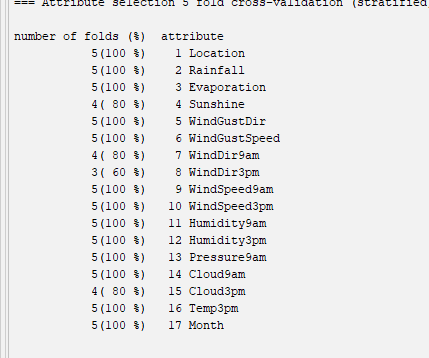 === Attribute selection 5 fold cross-validation (stratified
number of folds (%)  attribute
5(100 %)    1 Location
5(100 %)    2 Rainfall
5(100 %)    3 Evaporation
4( 80 %)    4 Sunshine
5(100 %)    5 WindGustDir
5(100 %)    6 WindGustSpeed
4( 80 %)    7 WindDir9am
3( 60 %)    8 WindDir3pm
5(100 %)    9 WindSpeed9am
5(100 %)   10 WindSpeed3pm
5(100 %)   11 Humidity9am
5(100 %)   12 Humidity3pm
5(100 %)   13 Pressure9am
5(100 %)   14 Cloud9am
4( 80 %)   15 Cloud3pm
5(100 %)   16 Temp3pm
5(100 %)   17 Month